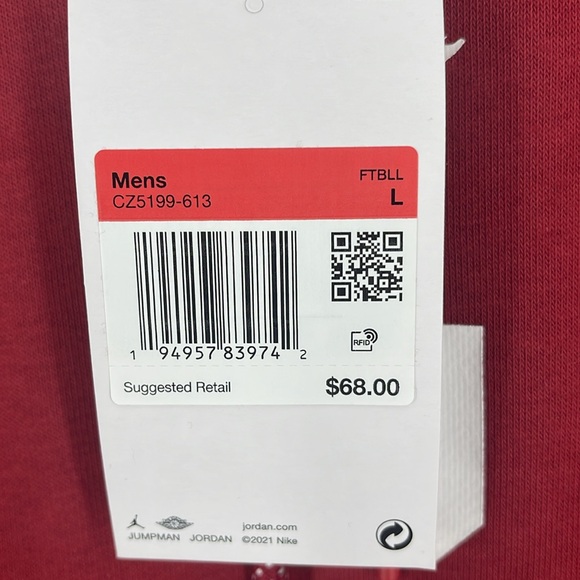 Mens FTBLL
CZ5199-613 L
1 94957 83974 2
RFID
Suggested Retail $68.00
jordan.com
JUMPMAN JORDAN ©2021 Nike